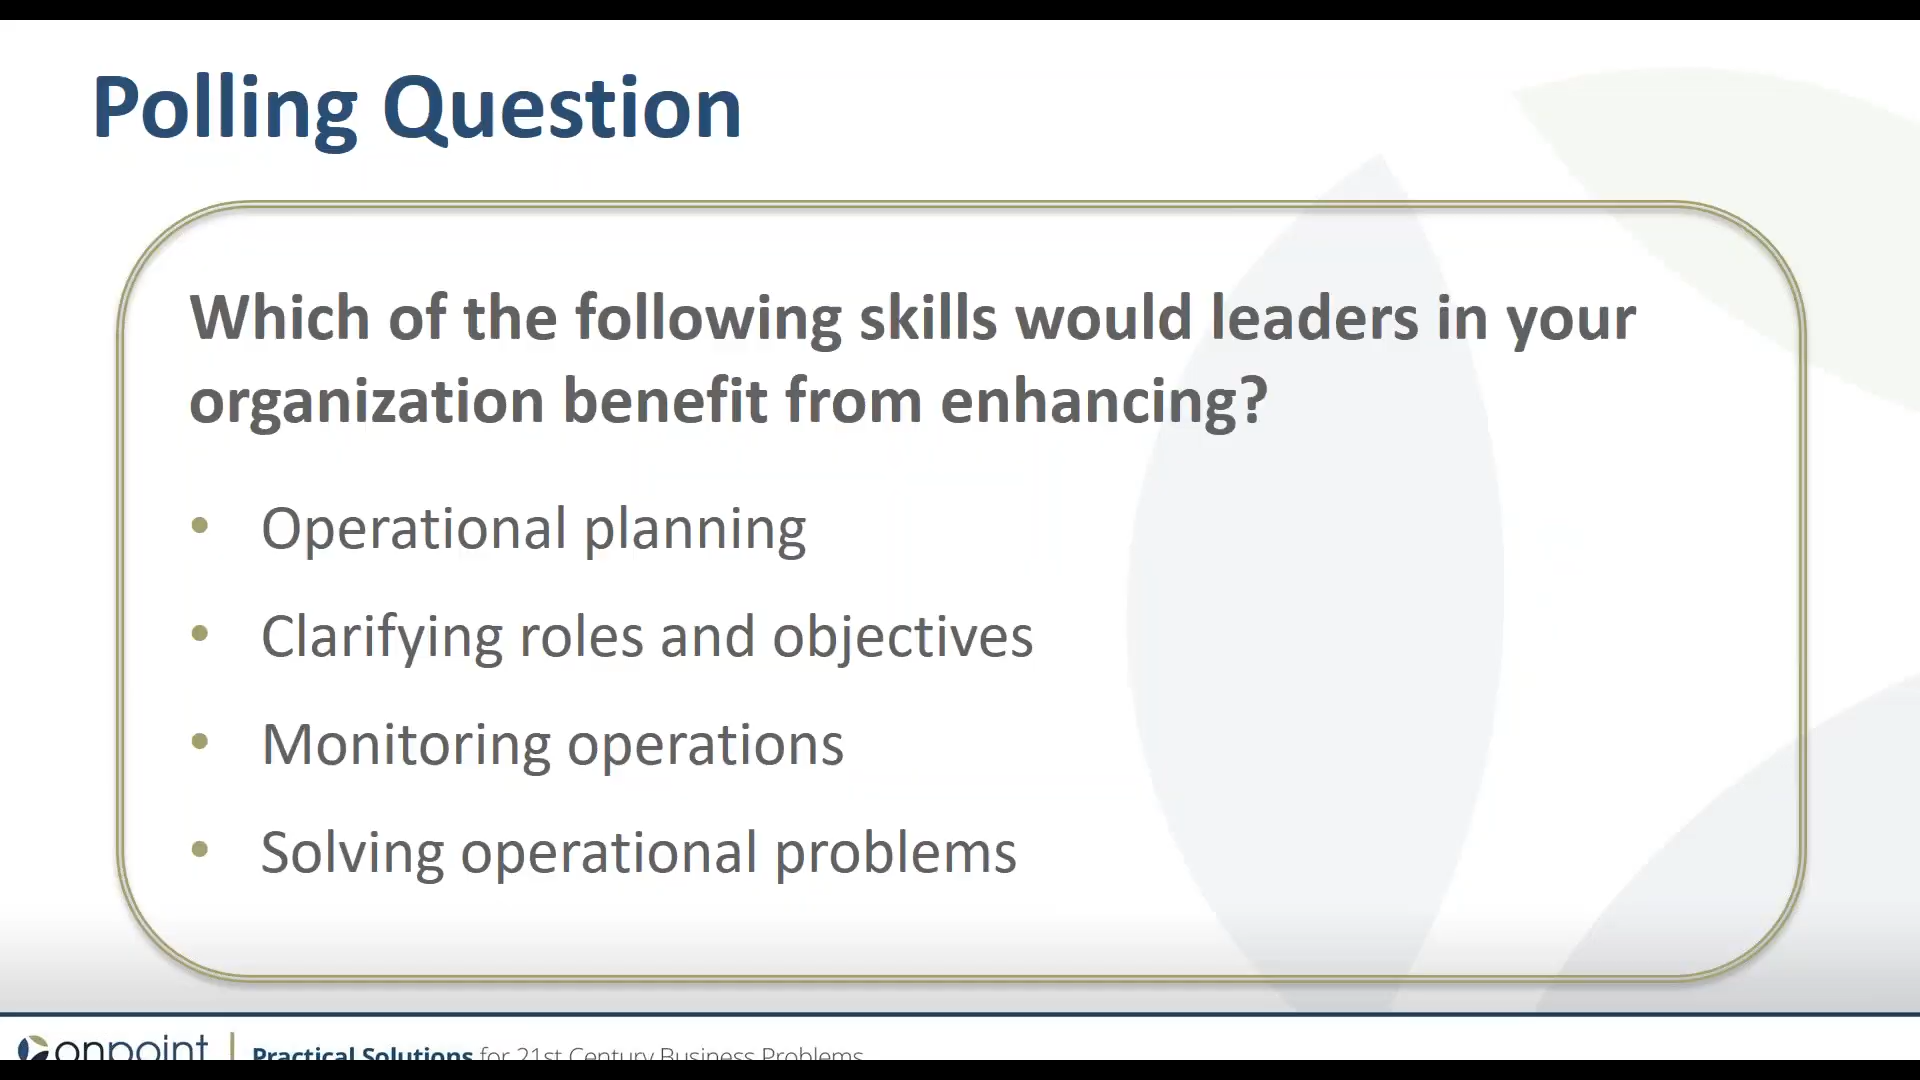 Polling Question
Which of the following skills would leaders in your
organization benefit from enhancing?
• Operational planning
• Clarifying roles and objectives
• Monitoring operations
• Solving operational problems
onpoint
Practical Solutions for 21st Century Business Problems